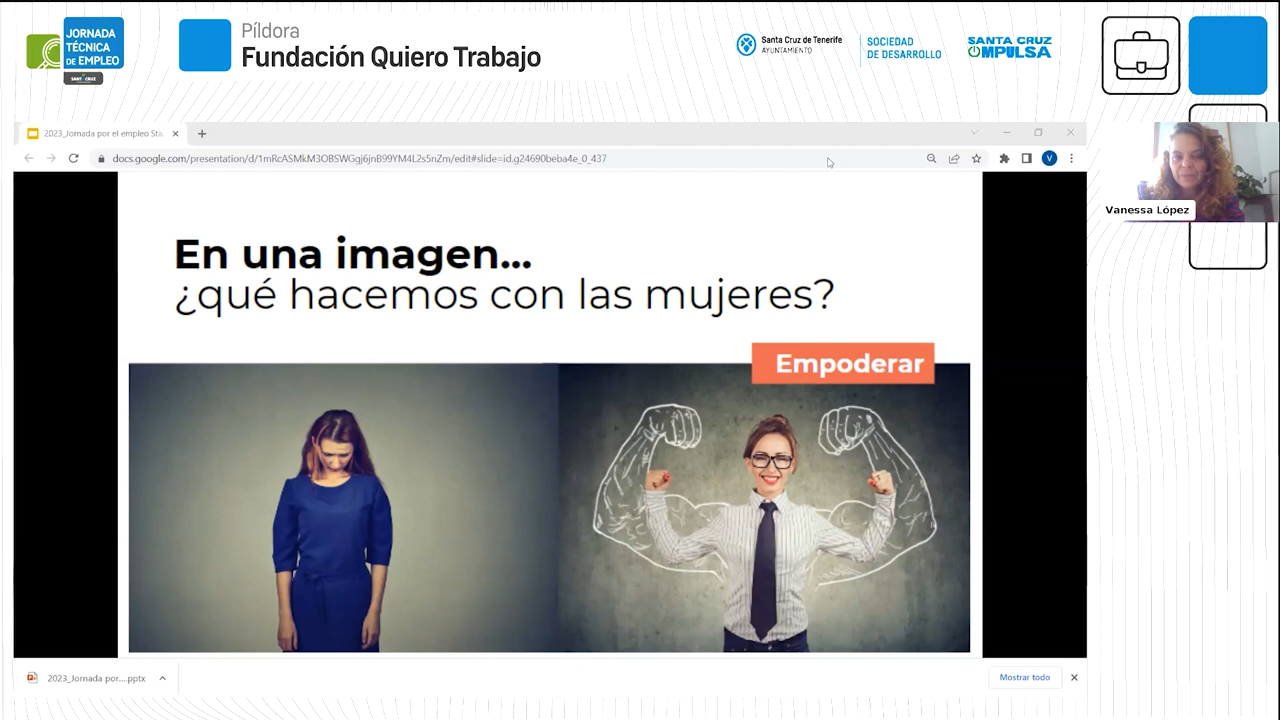 JORNADA
TÉCNICA
DE EMPLEO
Píldora
Fundación Quiero Trabajo
Santa Cruz de Tenerife
AYUNTAMIENTO
SOCIEDAD
DE DESARROLLO
SANTA CRUZ
IMPULSA
2023_Jornada por el empleo Sta.
docs.google.com/presentation/d/1mRcASMkM3OBSWGgj6jnB99YM4L2s5nZm/edit#slide=id.g24690beba4e_0_437
V
Vanessa López
En una imagen...
¿qué hacemos con las mujeres?
Empoderar
2023_Jornada por....pptx
Mostrar todo